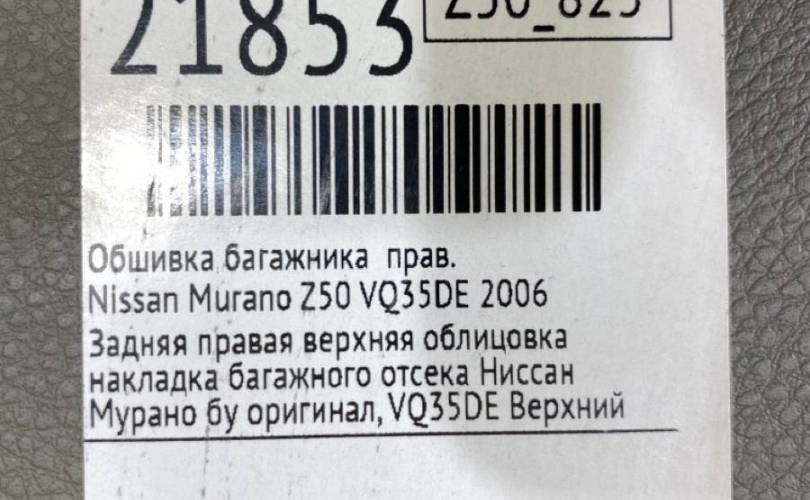 21853
Z50_825
Обшивка багажника прав.
Nissan Murano Z50 VQ35DE 2006
Задняя правая верхняя облицовка
накладка багажного отсека Ниссан
Мурано бу оригинал, VQ35DE Верхний